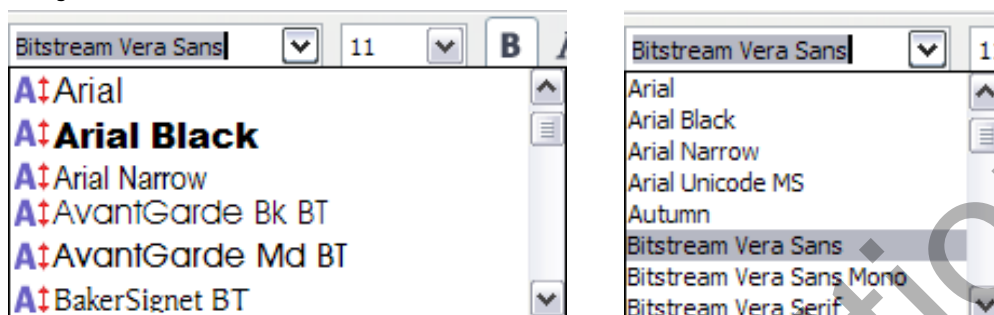 Bitstream Vera Sans 11 B
Arial
Arial Black
Arial Narrow
AvantGarde Bk BT
AvantGarde Md BT
BakerSignet BT
Bitstream Vera Sans
Arial
Arial Black
Arial Narrow
Arial Unicode MS
Autumn
Bitstream Vera Sans
Bitstream Vera Sans Mono
Bitstream Vera Serif